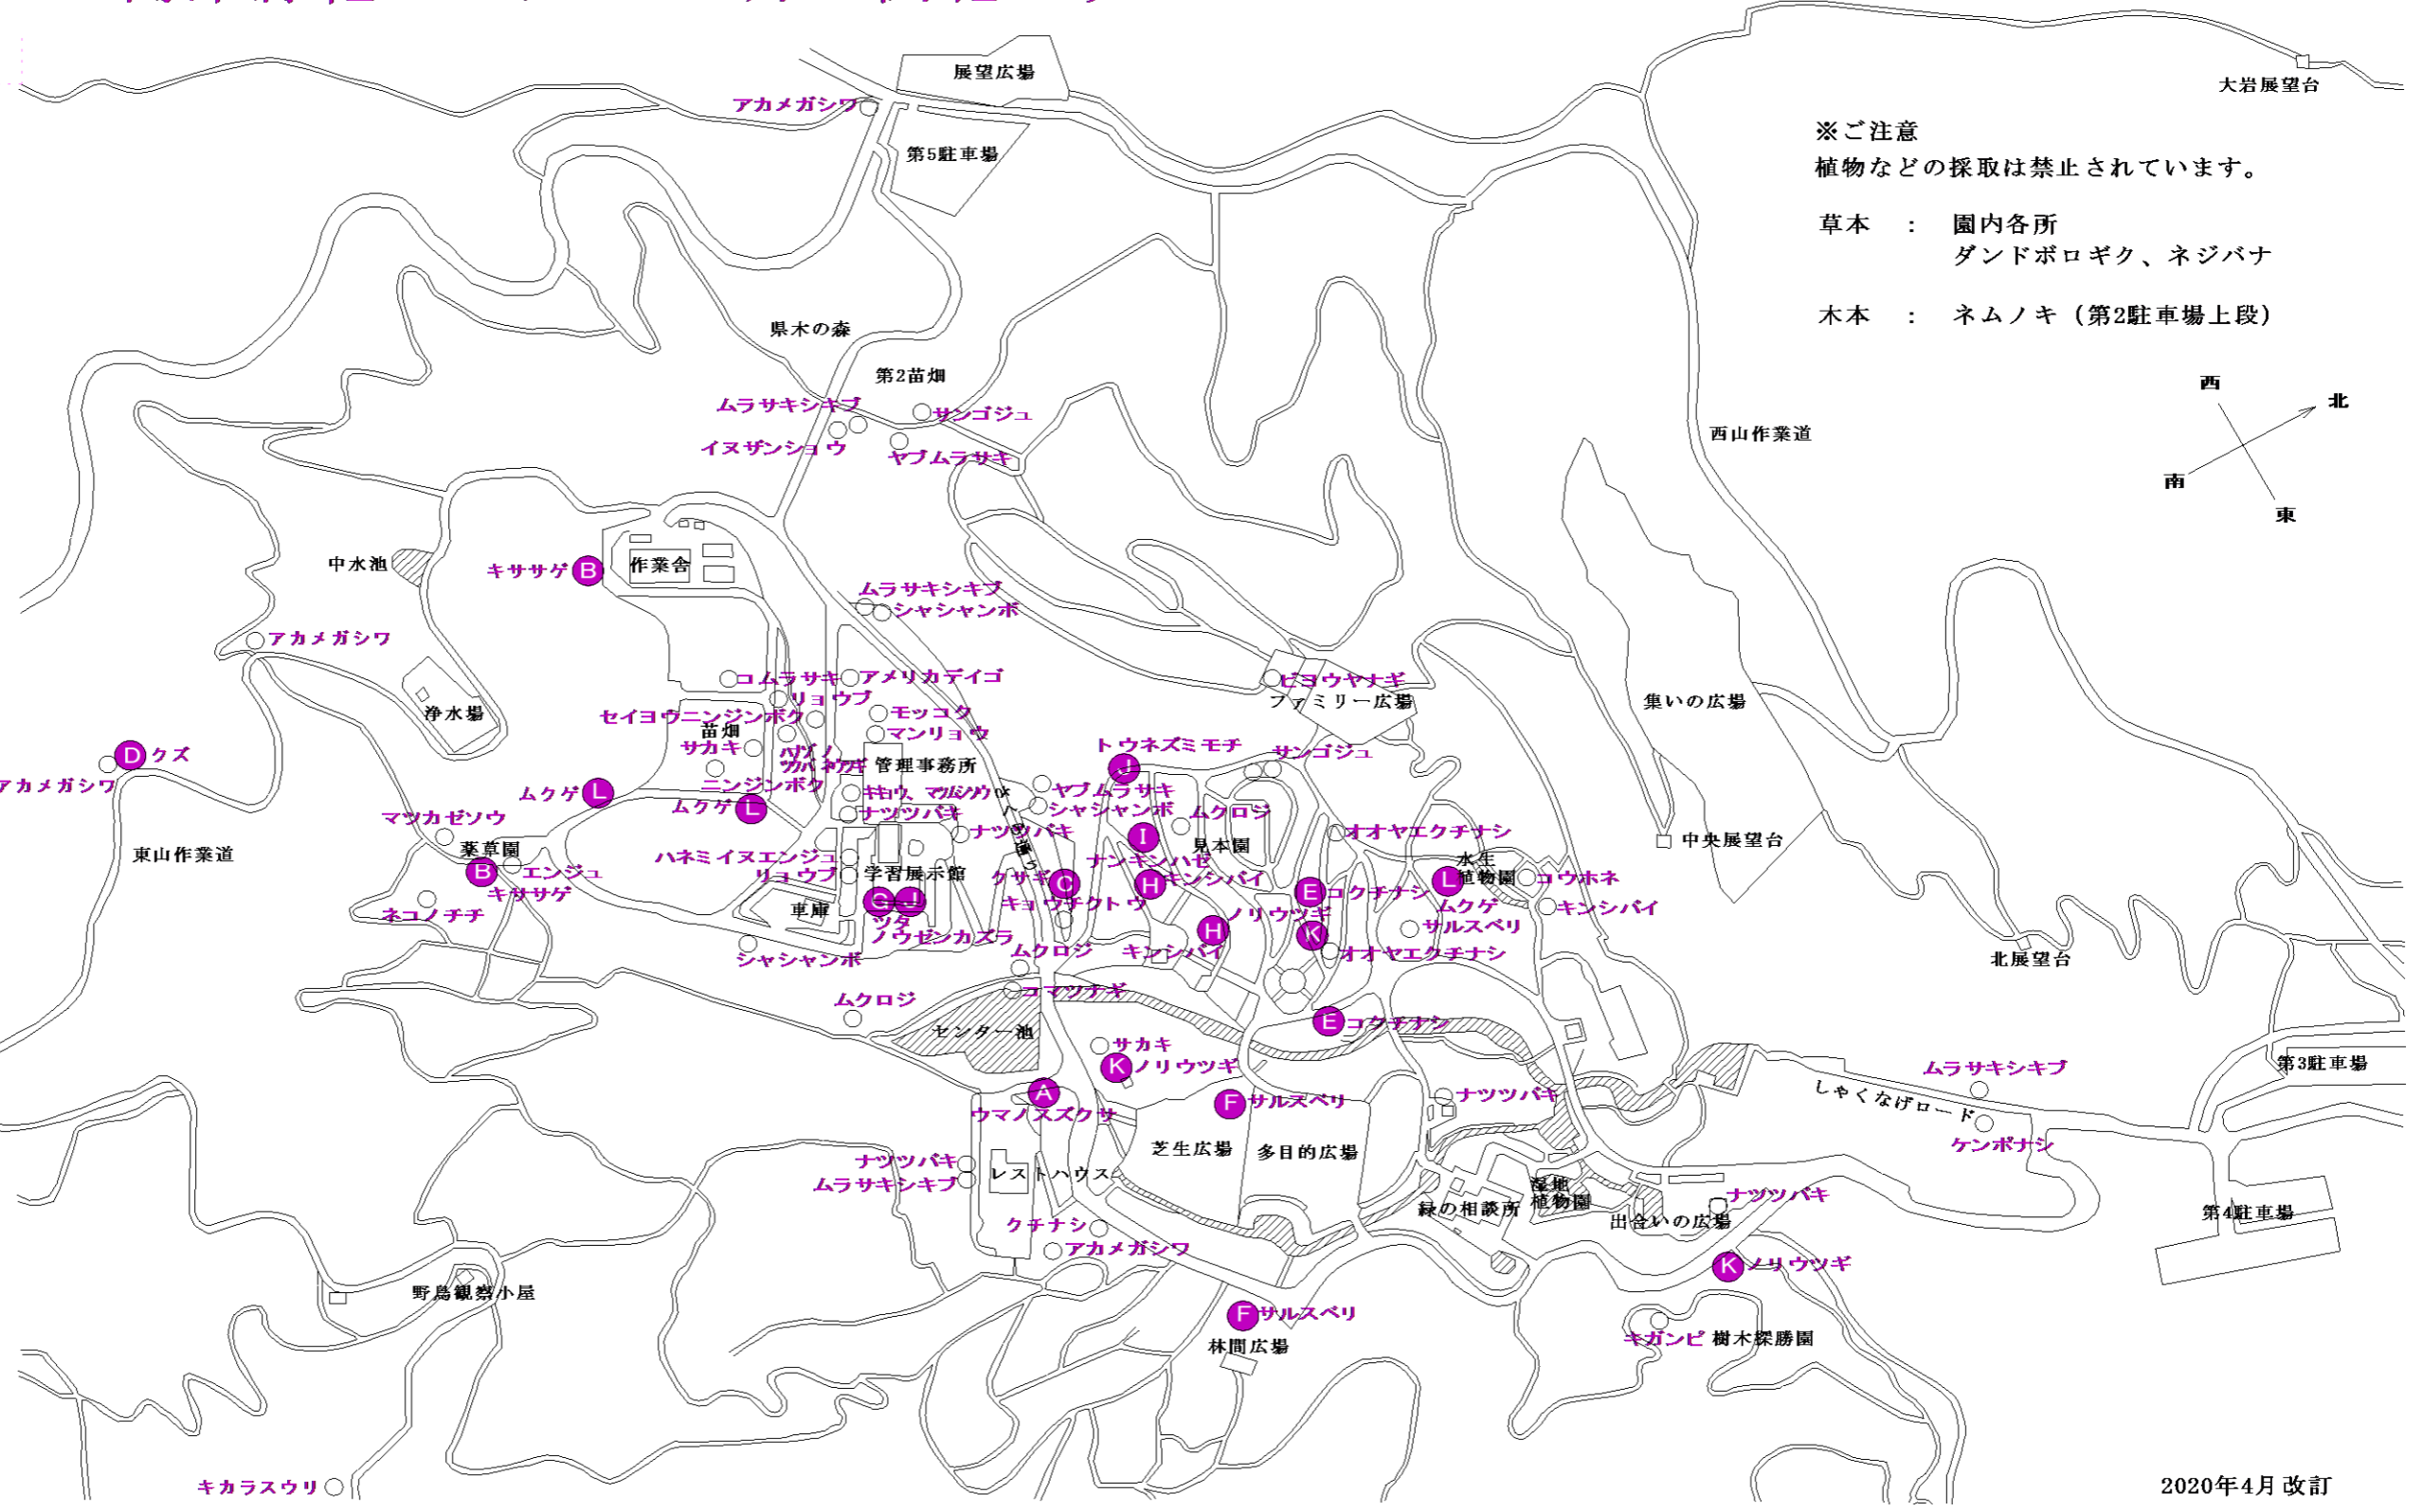 展望広場
大岩展望台
アカメガシワ
※ご注意
第5駐車場
植物などの採取は禁止されています。
草本 : 園内各所
ダンドボロギク、ネジバナ
木本 : ネムノキ (第2駐車場上段)
県木の森
第2苗畑
西
北
ムラサキシキブ
サンゴジュ
西山作業道
イヌザンショウ
ヤブムラサキ
南
東
中水池
キササゲ
B
作業舎
ムラサキシキブ
シャシャンボ
アカメガシワ
コムラサキ
アメリカデイゴ
ビヨウヤナギ
リョウブ
ファミリー広場
集いの広場
浄水場
セイヨウニンジンボク
モッコク
苗畑
マンリョウ
サカキ
トウネズミモチ
サンゴジュ
D
クズ
管理事務所
J
アカメガシワ
ニンジンボク
ムクゲ
L
ムクゲ
L
ヤブムラサキ
シャシャンボ
ナツツバキ
マツカゼソウ
ナツツバキ
ムクロジ
オオヤエクチナシ
I
中央展望台
東山作業道
薬草園
見本園
水生
植物園
ハネミイヌエンジュ
ナンキンハゼ
B
エンジュ
リョウブ
学習展示館
クサギ
C
H
キンシバイ
E
コクチナシ
L
コウホネ
キササゲ
ネコノチチ
車庫
G
J
ツタ
キョウチクトウ
ノリウツギ
ムクゲ
キンシバイ
ノウゼンカズラ
H
K
サルスベリ
シャシャンボ
ムクロジ
キンシバイ
オオヤエクチナシ
北展望台
ムクロジ
コマツナギ
センター池
E
コクチナシ
サカキ
K
ノリウツギ
第3駐車場
ムラサキシキブ
A
ウマノスズクサ
F
サルスベリ
ナツツバキ
しゃくなげロード
ケンポナシ
芝生広場
多目的広場
ナツツバキ
レストハウス
ムラサキシキブ
湿地
植物園
ナツツバキ
緑の相談所
出合いの広場
第4駐車場
クチナシ
アカメガシワ
K
ノリウツギ
野鳥観察小屋
F
サルスベリ
林間広場
キガンピ
樹木探勝園
キカラスウリ
2020年4月改訂